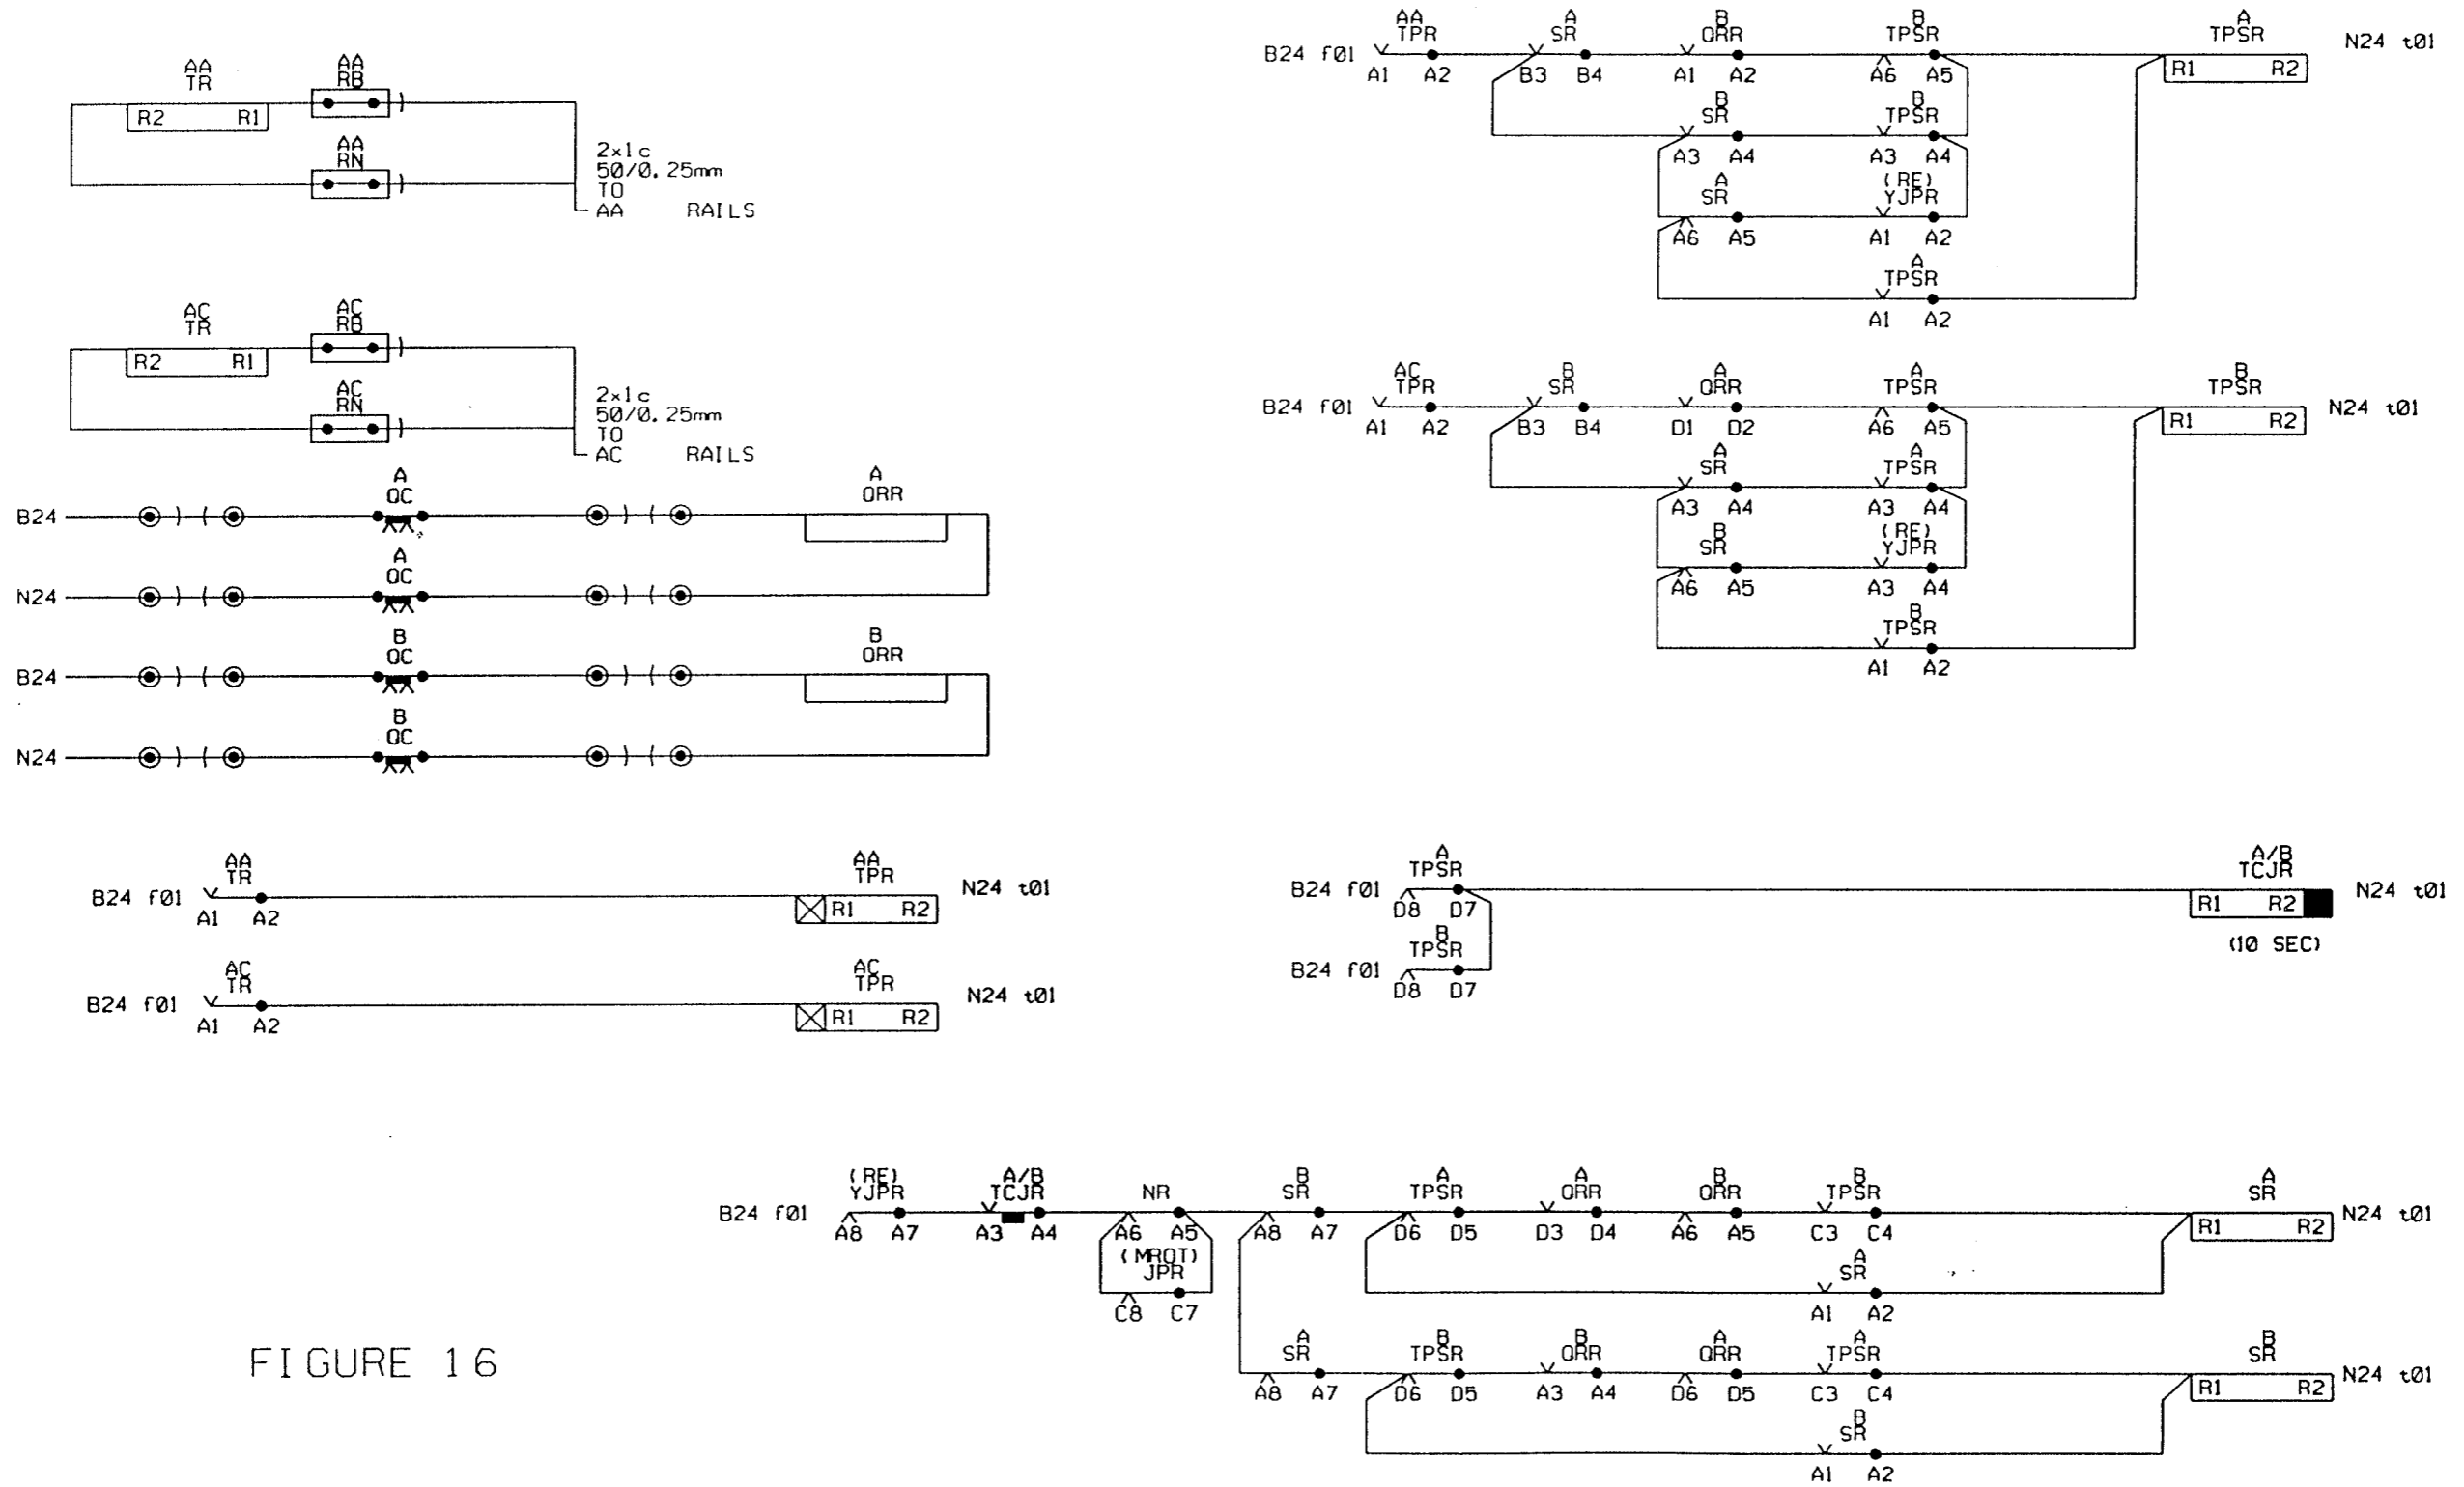 AA
TR
R2 R1
AA
RB
AA
RN
2x1c
50/0.25mm
TO
AA RAILS
AC
TR
R2 R1
AC
RB
AC
RN
2x1c
50/0.25mm
TO
AC RAILS
A
OC
A
ORR
B24
A
OC
N24
B
OC
B
ORR
B24
B
OC
N24
AA
TR
AA
TPR
B24 f01
A1 A2
R1 R2
N24 t01
AC
TR
AC
TPR
B24 f01
A1 A2
R1 R2
N24 t01
AA A B B A
TPR SR ORR TPSR TPSR
B24 f01
N24 t01
A1 A2 B3 B4 A1 A2 A6 A5 R1 R2
B B
SR TPSR
A3 A4 A3 A4
A (RE)
SR YJPR
A6 A5 A1 A2
A
TPSR
A1 A2
AC B A A B
TPR SR ORR TPSR TPSR
B24 f01
N24 t01
A1 A2 B3 B4 D1 D2 A6 A5 R1 R2
A A
SR TPSR
A3 A4 A3 A4
B (RE)
SR YJPR
A6 A5 A3 A4
B
TPSR
A1 A2
A A/B
TPSR TCJR
B24 f01
N24 t01
D8 D7 R1 R2
(10 SEC)
B
TPSR
B24 f01
D8 D7
(RE) A/B B A A B B A
YJPR TCJR NR SR TPSR ORR ORR TPSR SR
B24 f01
N24 t01
A8 A7 A3 A4 A6 A5 A8 A7 D6 D5 D3 D4 A6 A5 C3 C4 R1 R2
(MROT)
JPR
C8 C7
A
SR
A1 A2
A B B A A B
SR TPSR ORR ORR TPSR SR
N24 t01
A8 A7 D6 D5 A3 A4 D6 D5 C3 C4 R1 R2
B
SR
A1 A2
FIGURE 16